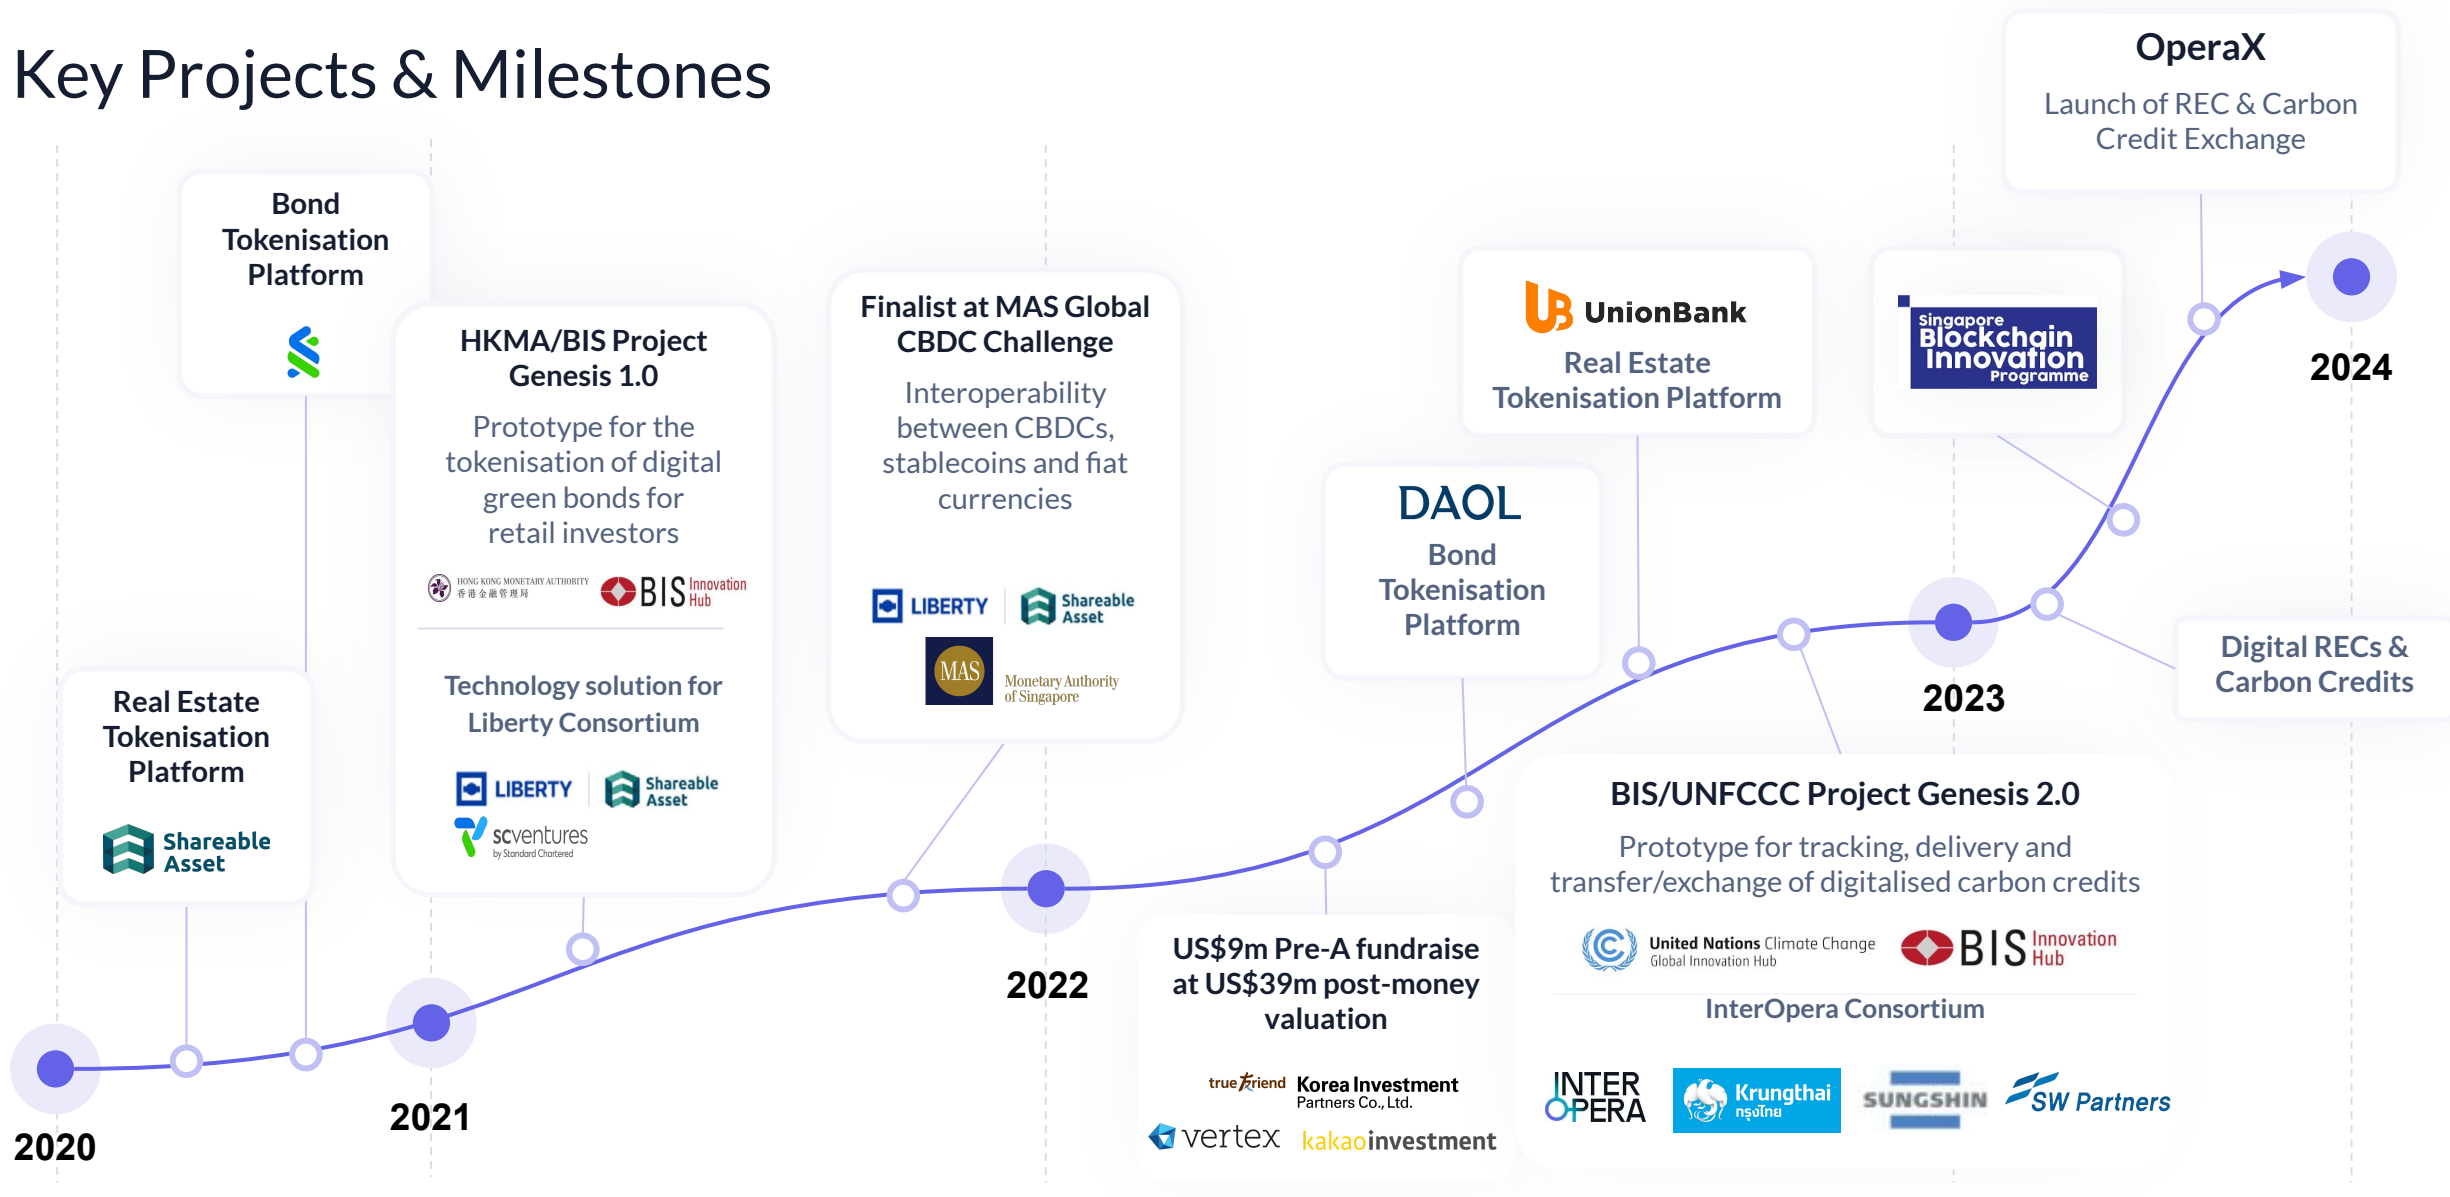 Key Projects & Milestones
Bond
Tokenisation
Platform
Real Estate
Tokenisation
Platform
Shareable
Asset
2020
HKMA/BIS Project
Genesis 1.0
Prototype for the
tokenisation of digital
green bonds for
retail investors
HONG KONG MONETARY AUTHORITY
香港金融管理局
BIS Innovation
Hub
Technology solution for
Liberty Consortium
LIBERTY
Shareable
Asset
scventures
by Standard Chartered
2021
Finalist at MAS Global
CBDC Challenge
Interoperability
between CBDCs,
stablecoins and fiat
currencies
LIBERTY
Shareable
Asset
MAS
Monetary Authority
of Singapore
2022
US$9m Pre-A fundraise
at US$39m post-money
valuation
true friend
Korea Investment
Partners Co., Ltd.
vertex
kakaoinvestment
DAOL
Bond
Tokenisation
Platform
UB UnionBank
Real Estate
Tokenisation Platform
BIS/UNFCCC Project Genesis 2.0
Prototype for tracking, delivery and
transfer/exchange of digitalised carbon credits
United Nations Climate Change
Global Innovation Hub
BIS Innovation
Hub
InterOpera Consortium
INTER
OPERA
Krungthai
กรุงไทย
SUNGSHIN
SW Partners
2023
Digital RECs &
Carbon Credits
Singapore
Blockchain
Innovation
Programme
OperaX
Launch of REC & Carbon
Credit Exchange
2024